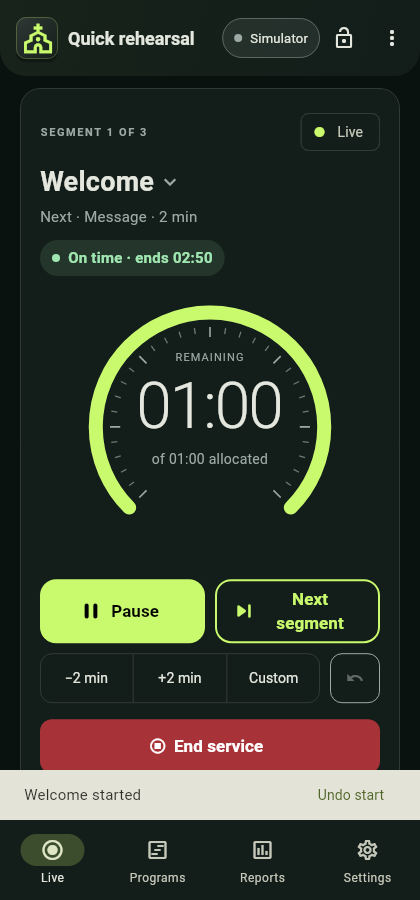 Quick rehearsal
Simulator
SEGMENT 1 OF 3
Live
Welcome
Next · Message · 2 min
On time · ends 02:50
REMAINING
01:00
of 01:00 allocated
Pause
Next
segment
−2 min
+2 min
Custom
End service
Welcome started
Undo start
Live
Programs
Reports
Settings